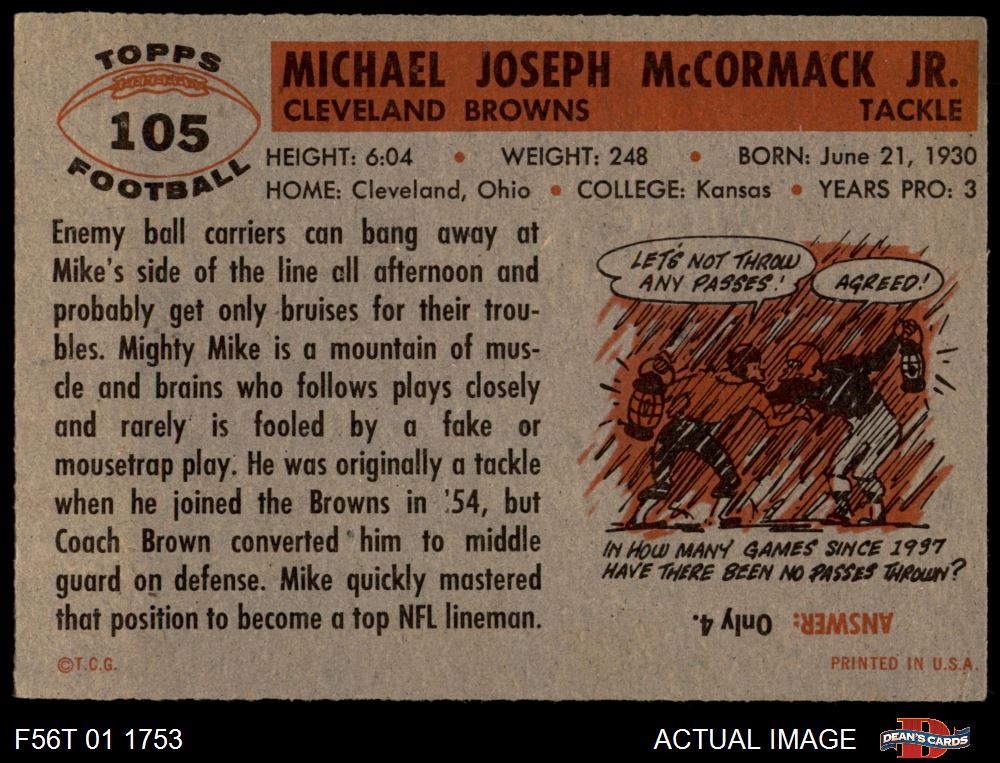 TOPPS
105
FOOTBALL
MICHAEL JOSEPH McCORMACK JR.
CLEVELAND BROWNS TACKLE
HEIGHT: 6:04 • WEIGHT: 248 • BORN: June 21, 1930
HOME: Cleveland, Ohio • COLLEGE: Kansas • YEARS PRO: 3
Enemy ball carriers can bang away at
Mike's side of the line all afternoon and
probably get only bruises for their trou-
bles. Mighty Mike is a mountain of mus-
cle and brains who follows plays closely
and rarely is fooled by a fake or
mousetrap play. He was originally a tackle
when he joined the Browns in '54, but
Coach Brown converted him to middle
guard on defense. Mike quickly mastered
that position to become a top NFL lineman.
LET'S NOT THROW
ANY PASSES!
AGREED!
IN HOW MANY GAMES SINCE 1937
HAVE THERE BEEN NO PASSES THROWN?
ANSWER: Only 4.
©T.C.G.
PRINTED IN U.S.A.
F56T 01 1753
ACTUAL IMAGE
D
DEAN'S CARDS